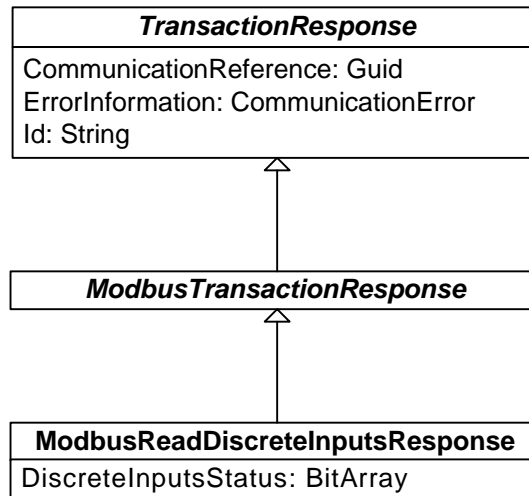 TransactionResponse
CommunicationReference: Guid
ErrorInformation: CommunicationError
Id: String
ModbusTransactionResponse
ModbusReadDiscreteInputsResponse
DiscreteInputsStatus: BitArray